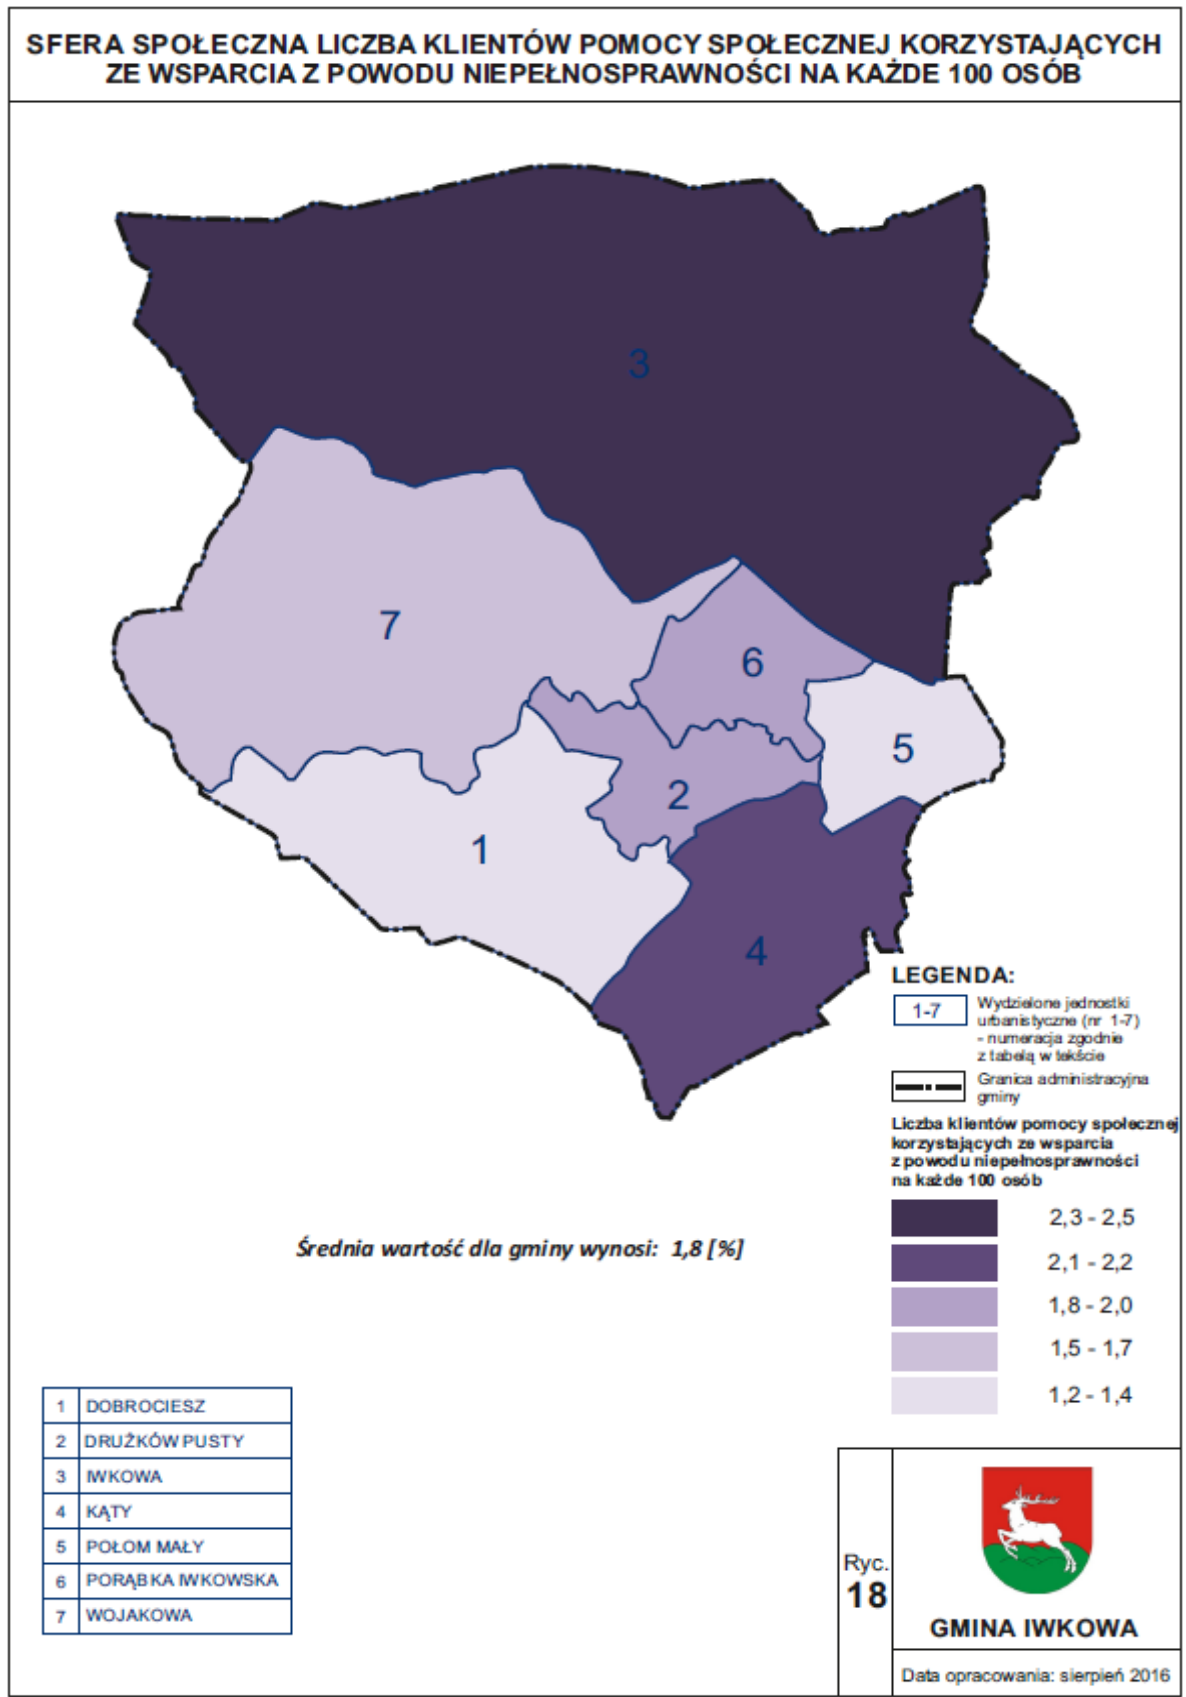 SFERA SPOŁECZNA LICZBA KLIENTÓW POMOCY SPOŁECZNEJ KORZYSTAJĄCYCH
ZE WSPARCIA Z POWODU NIEPEŁNOSPRAWNOŚCI NA KAŻDE 100 OSÓB
3
7
6
5
2
1
4
LEGENDA:
1-7
Wydzielone jednostki
urbanistyczne (nr 1-7)
- numeracja zgodnie
z tabelą w tekście
Granica administracyjna
gminy
Liczba klientów pomocy społecznej
korzystających ze wsparcia
z powodu niepełnosprawności
na każde 100 osób
2,3 - 2,5
2,1 - 2,2
1,8 - 2,0
1,5 - 1,7
1,2 - 1,4
Średnia wartość dla gminy wynosi: 1,8 [%]
1 DOBROCIESZ
2 DRUŻKÓW PUSTY
3 IWKOWA
4 KĄTY
5 POŁOM MAŁY
6 PORĄBKA IWKOWSKA
7 WOJAKOWA
Ryc.
18
GMINA IWKOWA
Data opracowania: sierpień 2016